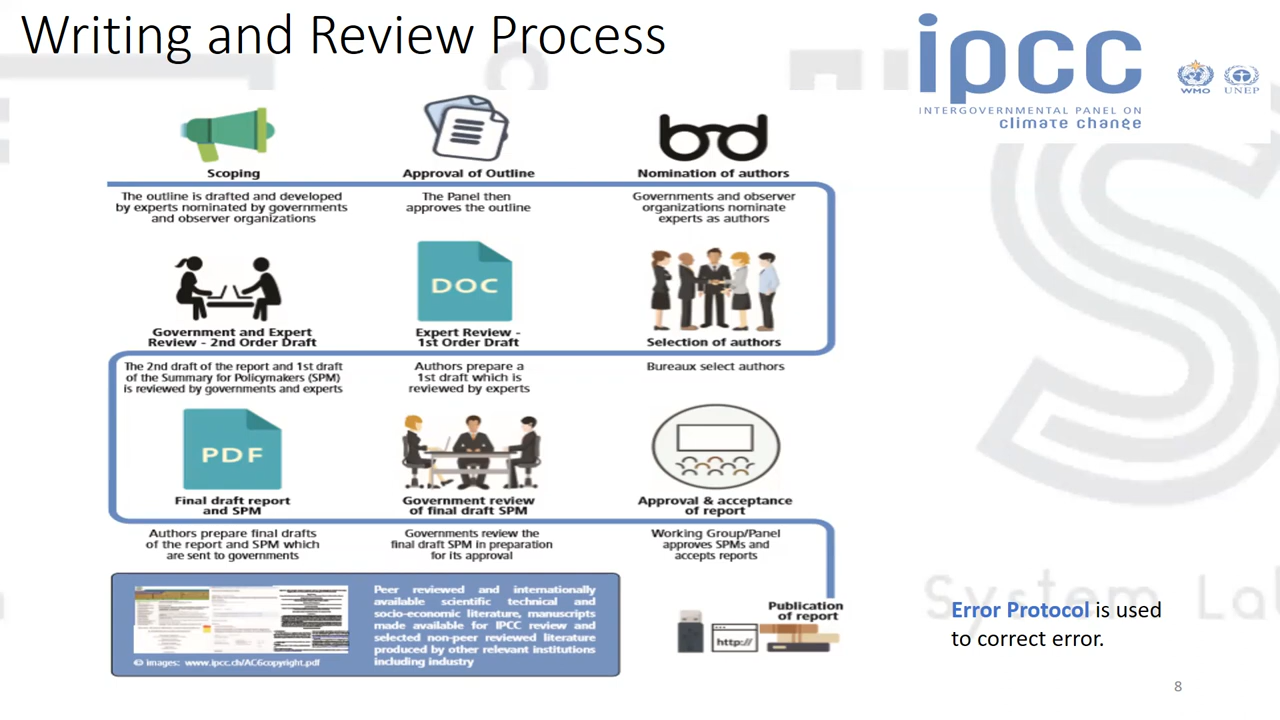 Writing and Review Process
ipcc
INTERGOVERNMENTAL PANEL ON
climate change
WMO
UNEP
Scoping
The outline is drafted and developed
by experts nominated by governments
and observer organizations
Approval of Outline
The Panel then
approves the outline
Nomination of authors
Governments and observer
organizations nominate
experts as authors
Government and Expert
Review - 2nd Order Draft
The 2nd draft of the report and 1st draft
of the Summary for Policymakers (SPM)
is reviewed by governments and experts
DOC
Expert Review -
1st Order Draft
Authors prepare a
1st draft which is
reviewed by experts
Selection of authors
Bureaux select authors
PDF
Final draft report
and SPM
Authors prepare final drafts
of the report and SPM which
are sent to governments
Government review
of final draft SPM
Governments review the
final draft SPM in preparation
for its approval
Approval & acceptance
of report
Working Group/Panel
approves SPMs and
accepts reports
Peer reviewed and internationally
available scientific technical and
socio-economic literature, manuscripts
made available for IPCC review and
selected non-peer reviewed literature
produced by other relevant institutions
including industry
© images: www.ipcc.ch/AC6copyright.pdf
Publication
of report
http://
System La
Error Protocol is used
to correct error.
8